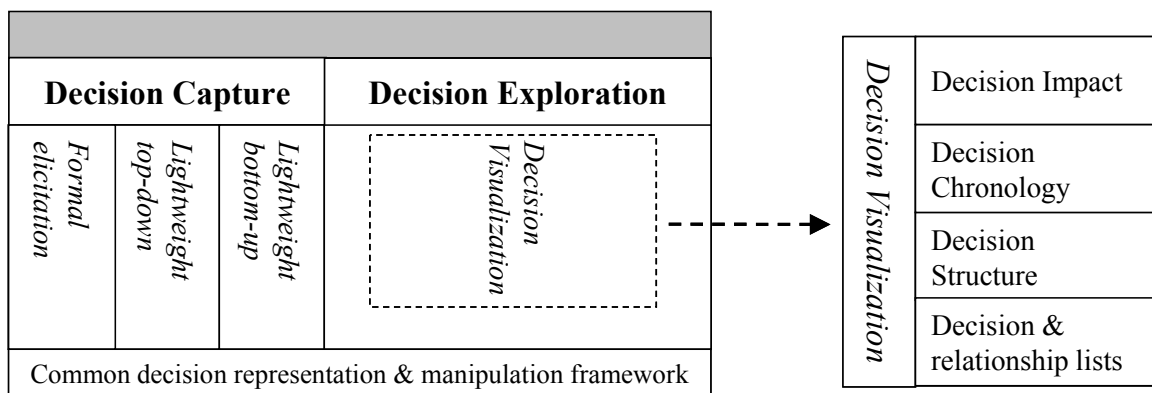 Decision Capture
Decision Exploration
Formal
elicitation
Lightweight
top-down
Lightweight
bottom-up
Decision
Visualization
Common decision representation & manipulation framework
Decision Visualization
Decision Impact
Decision
Chronology
Decision
Structure
Decision &
relationship lists